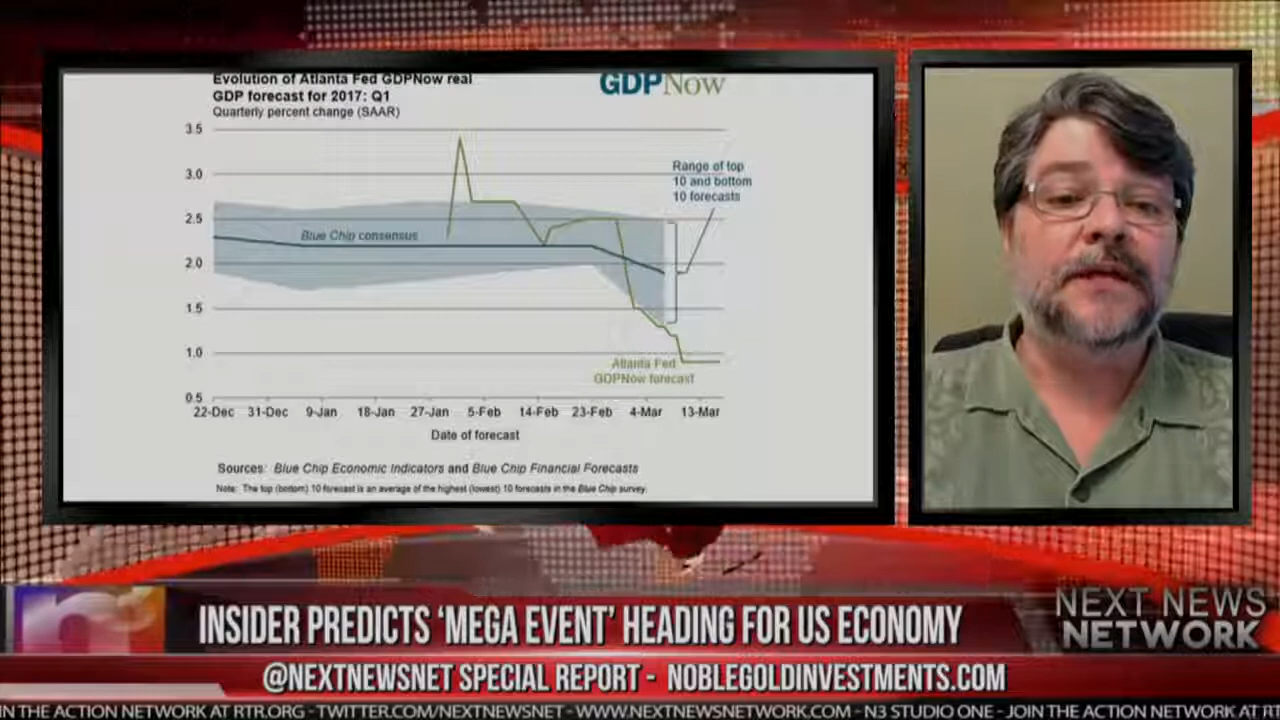 Evolution of Atlanta Fed GDPNow real
GDP forecast for 2017: Q1
Quarterly percent change (SAAR)
GDPNow
3.5
3.0
2.5
2.0
1.5
1.0
0.5
Range of top
10 and bottom
10 forecasts
Blue Chip consensus
Atlanta Fed
GDPNow forecast
22-Dec 31-Dec 9-Jan 18-Jan 27-Jan 5-Feb 14-Feb 23-Feb 4-Mar 13-Mar
Date of forecast
Sources: Blue Chip Economic Indicators and Blue Chip Financial Forecasts
Note: The top (bottom) 10 forecast is an average of the highest (lowest) 10 forecasts in the Blue Chip survey.
INSIDER PREDICTS ‘MEGA EVENT’ HEADING FOR US ECONOMY
NEXT NEWS
NETWORK
@NEXTNEWSNET SPECIAL REPORT - NOBLEGOLDINVESTMENTS.COM
IN THE ACTION NETWORK AT RTR.ORG - TWITTER.COM/NEXTNEWSNET - WWW.NEXTNEWSNETWORK.COM - N3 STUDIO ONE - JOIN THE ACTION NETWORK AT RT